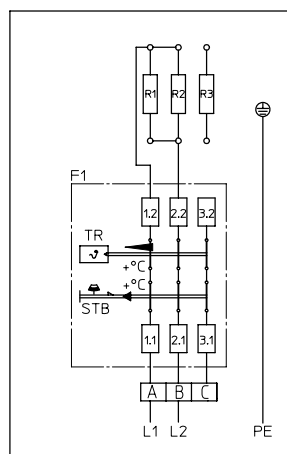 R1 R2 R3
F1
1.2 2.2 3.2
TR
ϑ
+°C
+°C
STB
1.1 2.1 3.1
A B C
L1 L2 PE